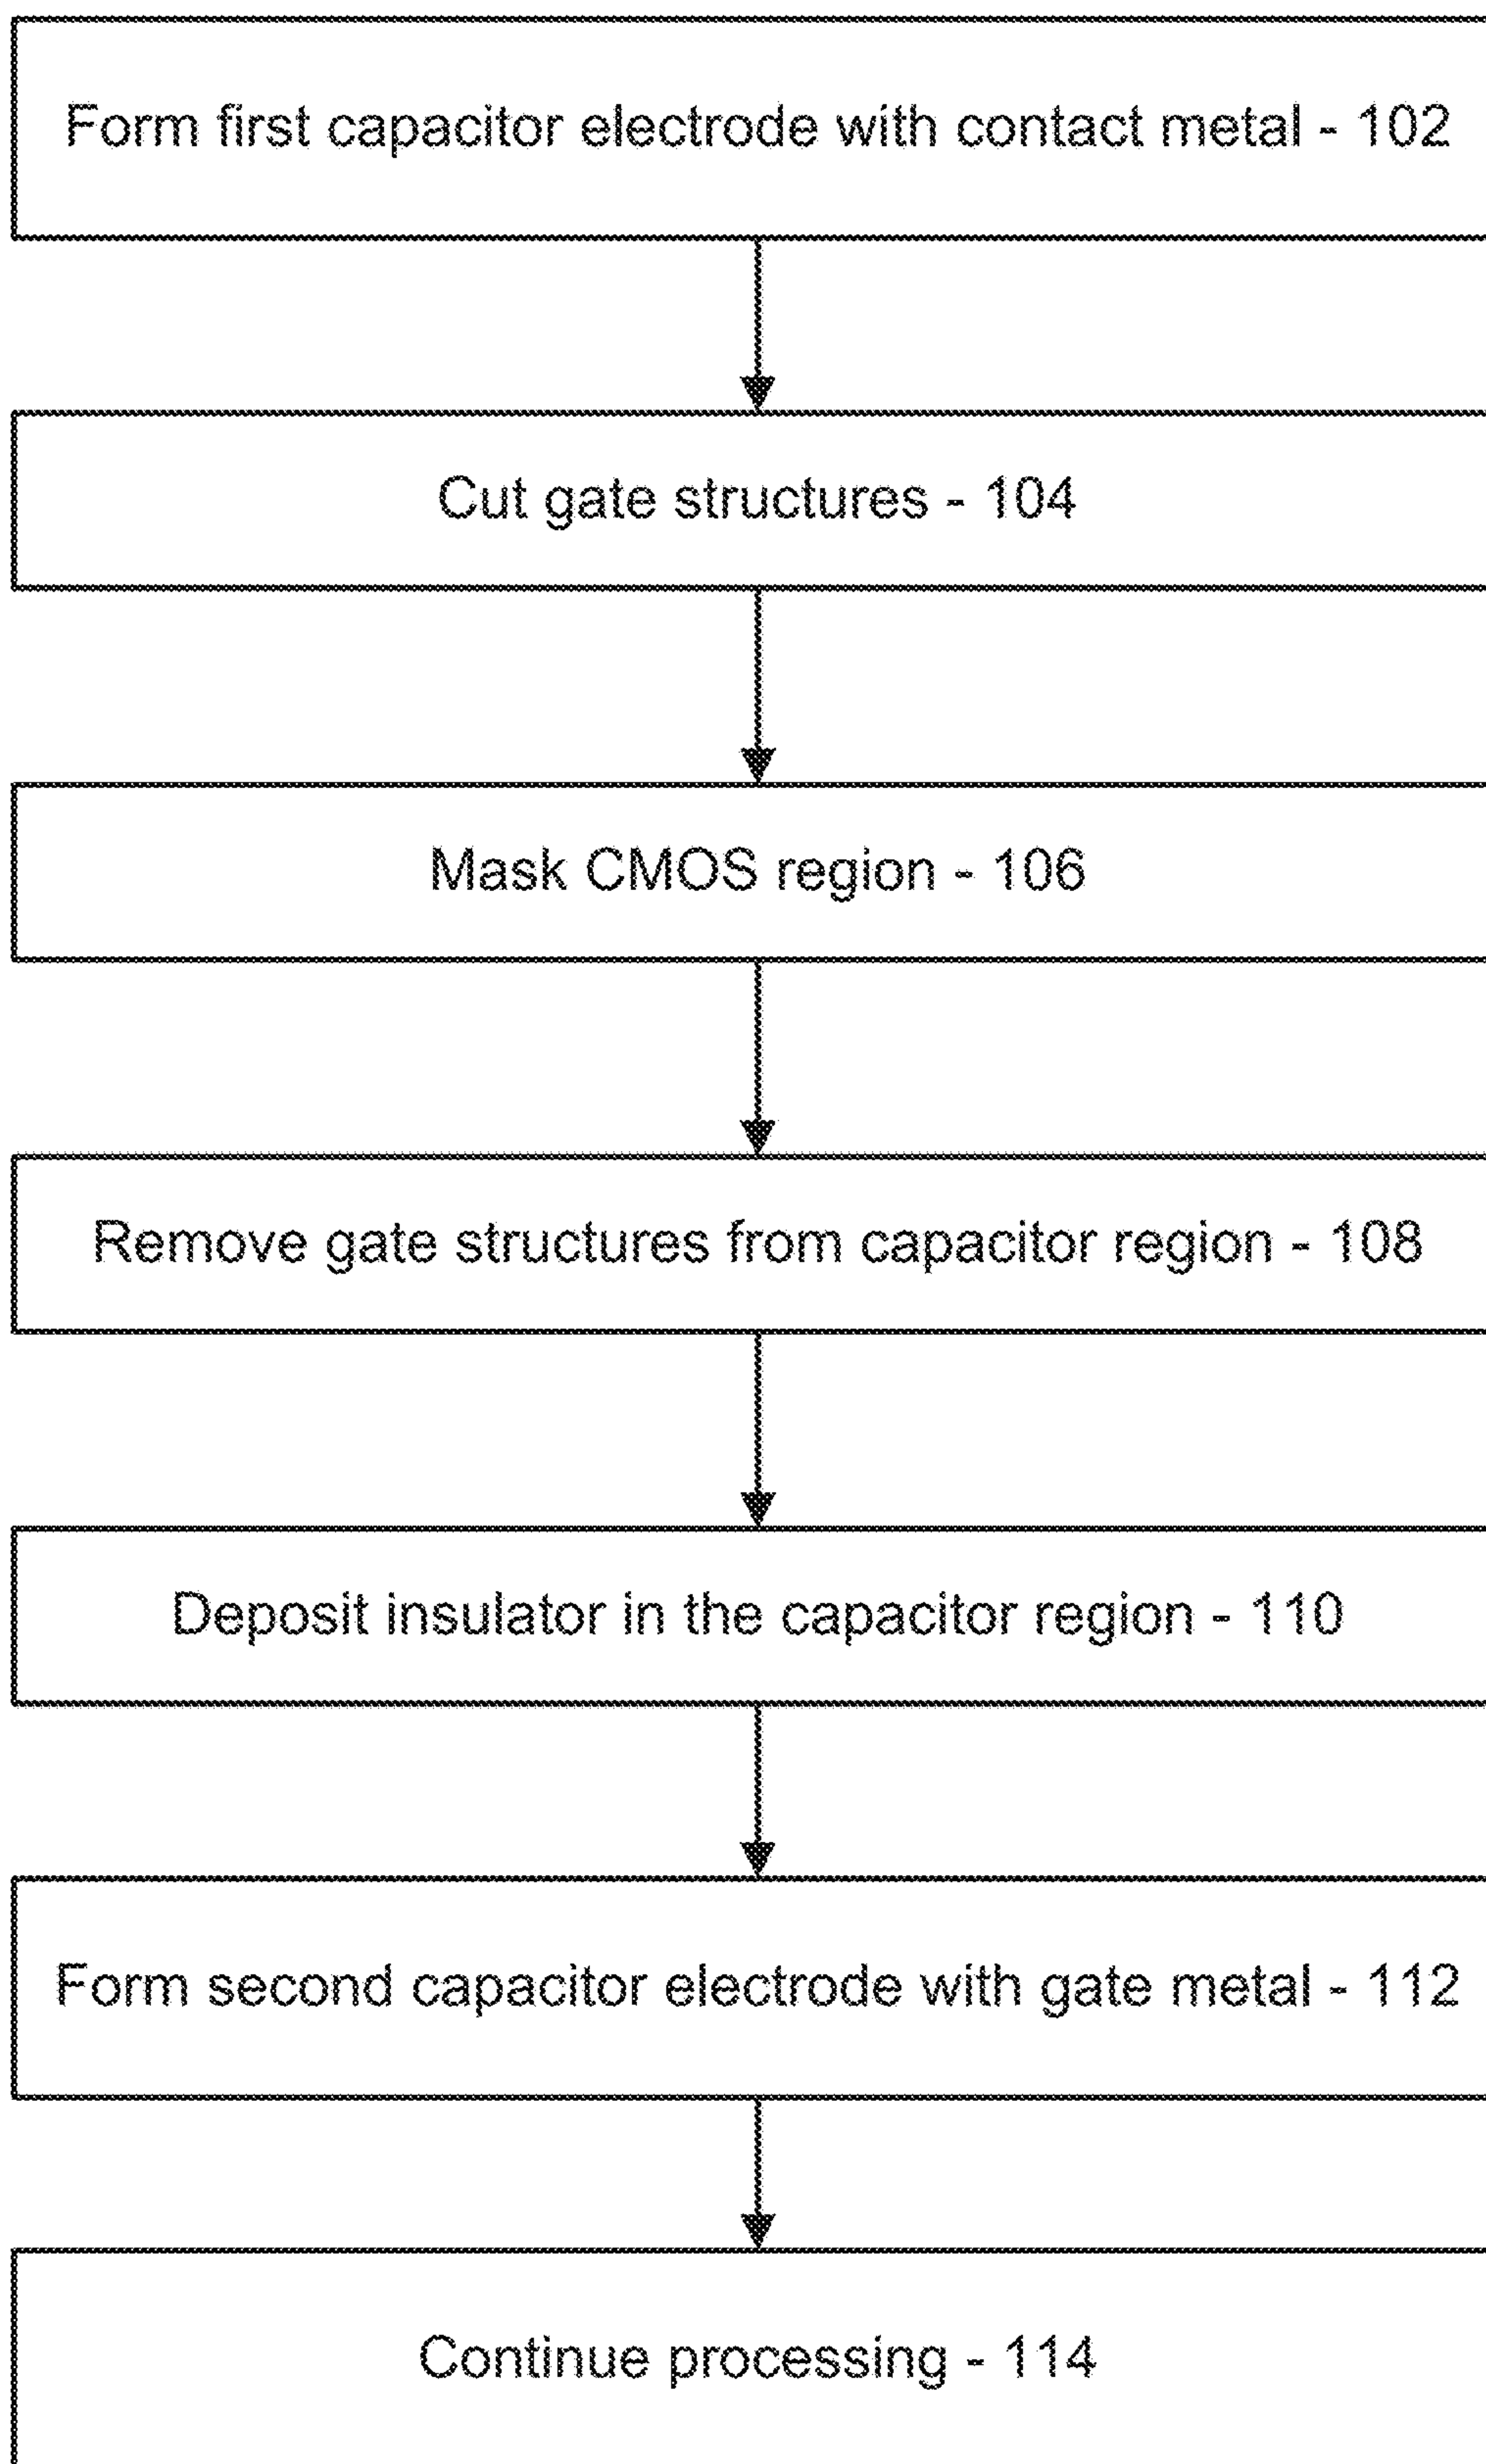 Form first capacitor electrode with contact metal - 102
Cut gate structures - 104
Mask CMOS region - 106
Remove gate structures from capacitor region - 108
Deposit insulator in the capacitor region - 110
Form second capacitor electrode with gate metal - 112
Continue processing - 114